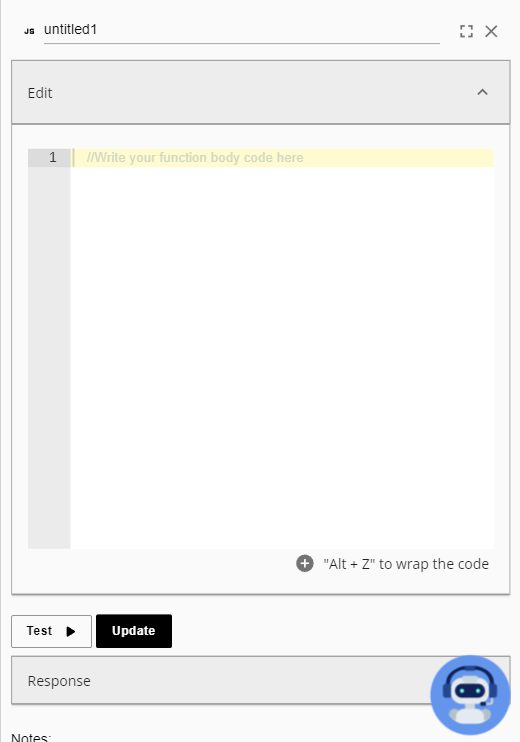 JS untitled1
Edit
1 //Write your function body code here
"Alt + Z" to wrap the code
Test Update
Response
Notes: